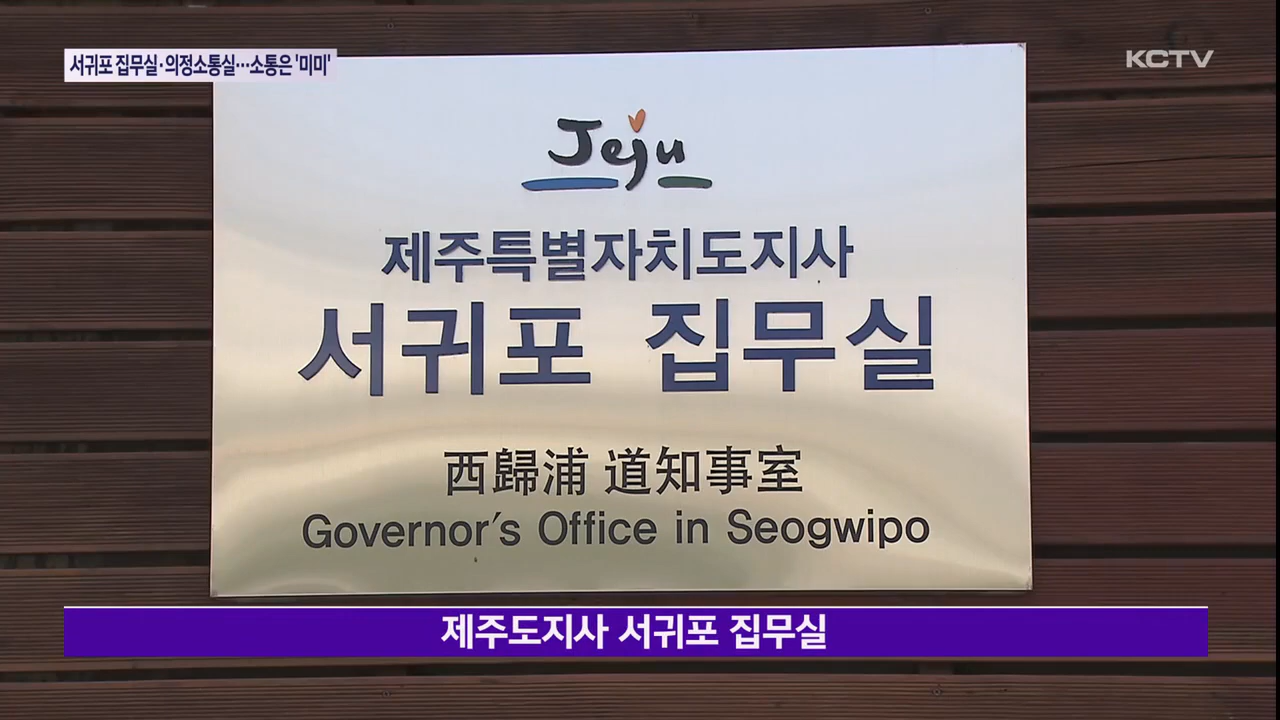 서귀포 집무실·의정소통실…소통은 '미미'
KCTV
Jeju
제주특별자치도지사
서귀포 집무실
西歸浦 道知事室
Governor's Office in Seogwipo
제주도지사 서귀포 집무실